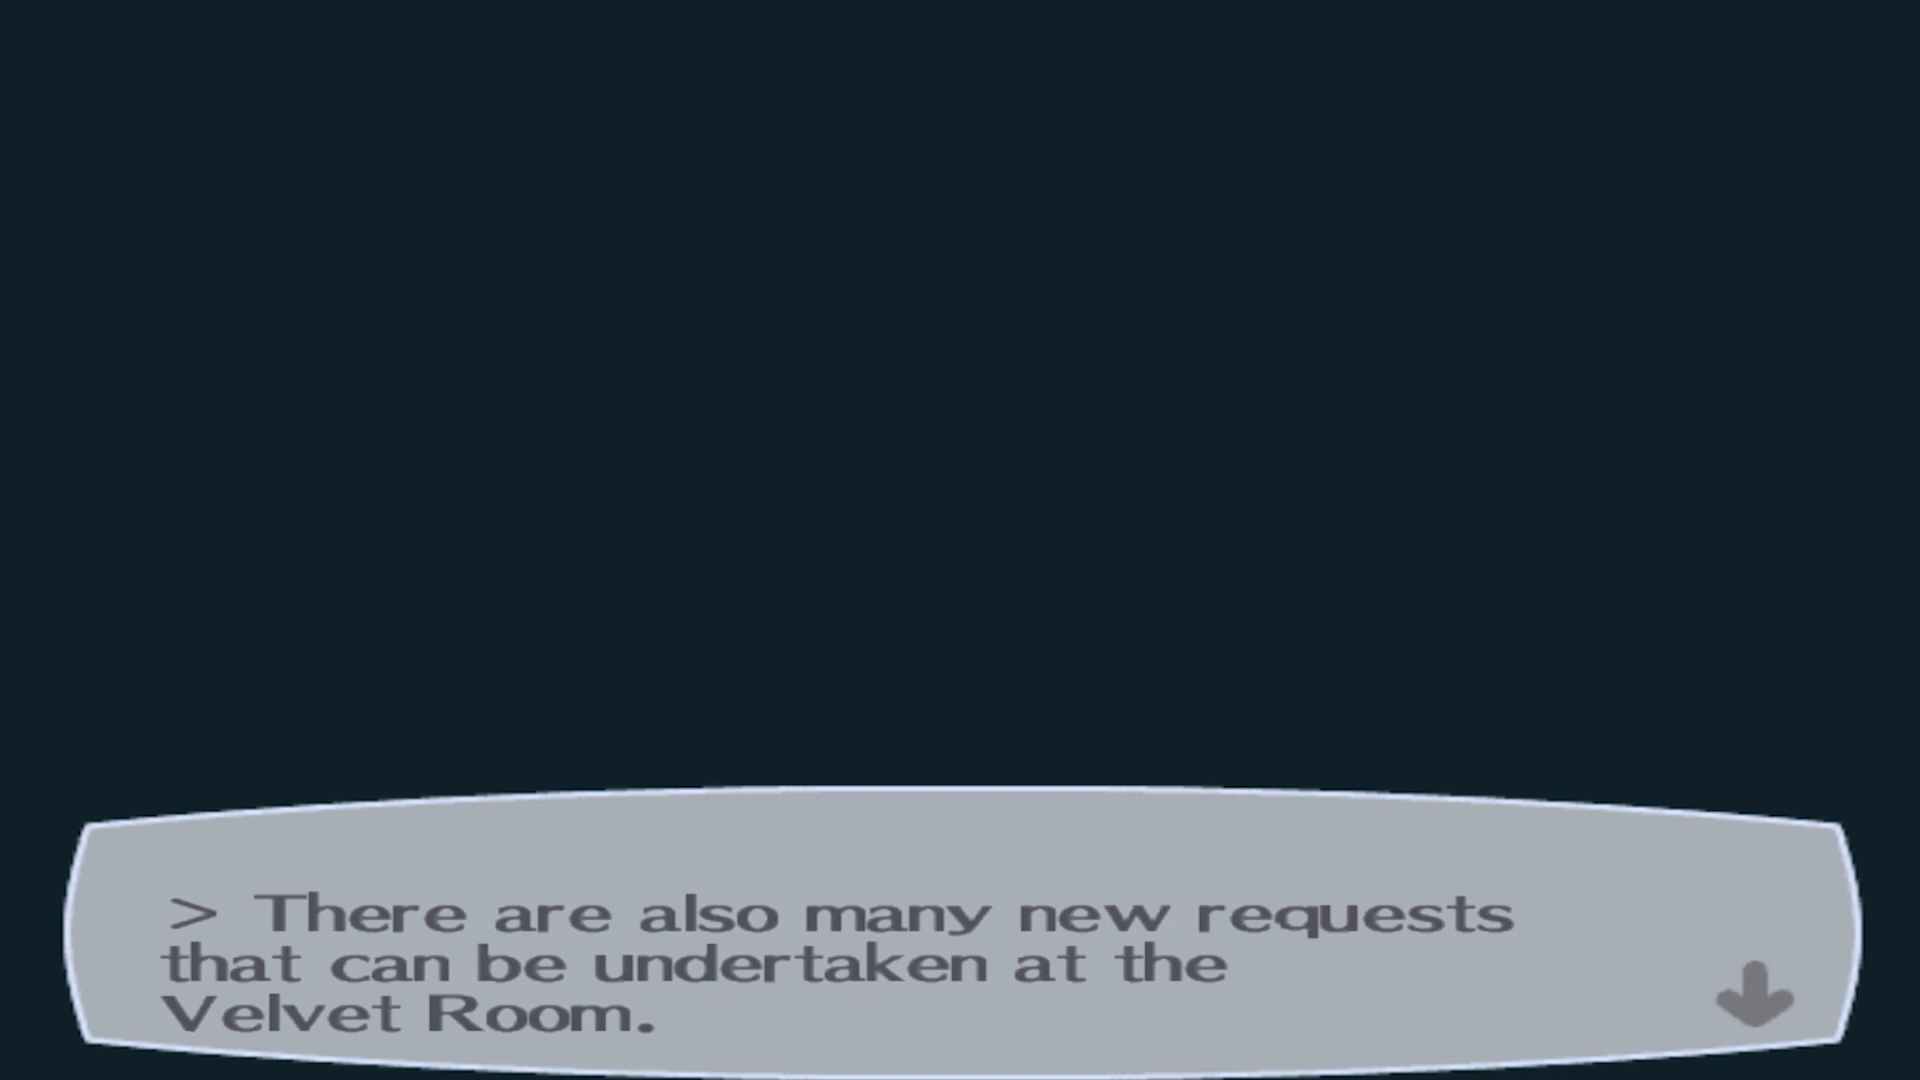 > There are also many new requests
that can be undertaken at the
Velvet Room.